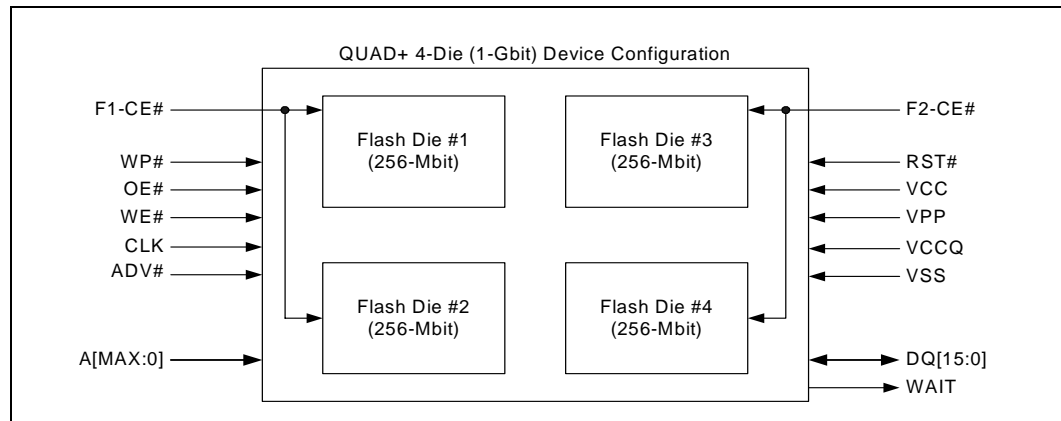 QUAD+ 4-Die (1-Gbit) Device Configuration
F1-CE#
Flash Die #1
(256-Mbit)
Flash Die #3
(256-Mbit)
F2-CE#
WP#
OE#
WE#
CLK
ADV#
RST#
VCC
VPP
VCCQ
VSS
Flash Die #2
(256-Mbit)
Flash Die #4
(256-Mbit)
A[MAX:0]
DQ[15:0]
WAIT